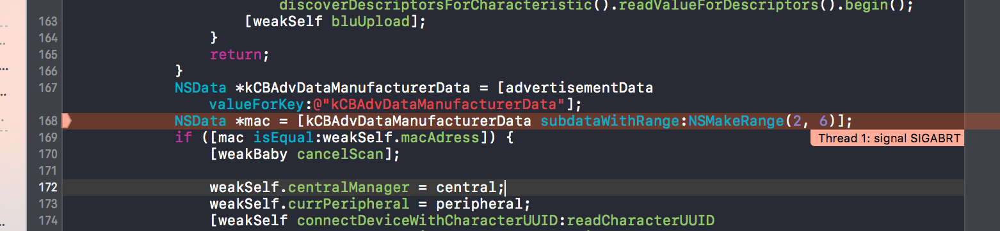 discoverDescriptorsForCharacteristic().readValueForDescriptors().begin();
163 [weakSelf bluUpload];
164 }
165 return;
166 }
167 NSData *kCBAdvDataManufacturerData = [advertisementData
valueForKey:@"kCBAdvDataManufacturerData"];
168 NSData *mac = [kCBAdvDataManufacturerData subdataWithRange:NSMakeRange(2, 6)];
169 if ([mac isEqual:weakSelf.macAdress]) {
Thread 1: signal SIGABRT
170 [weakBaby cancelScan];
171
172 weakSelf.centralManager = central;
173 weakSelf.currPeripheral = peripheral;
174 [weakSelf connectDeviceWithCharacterUUID:readCharacterUUID